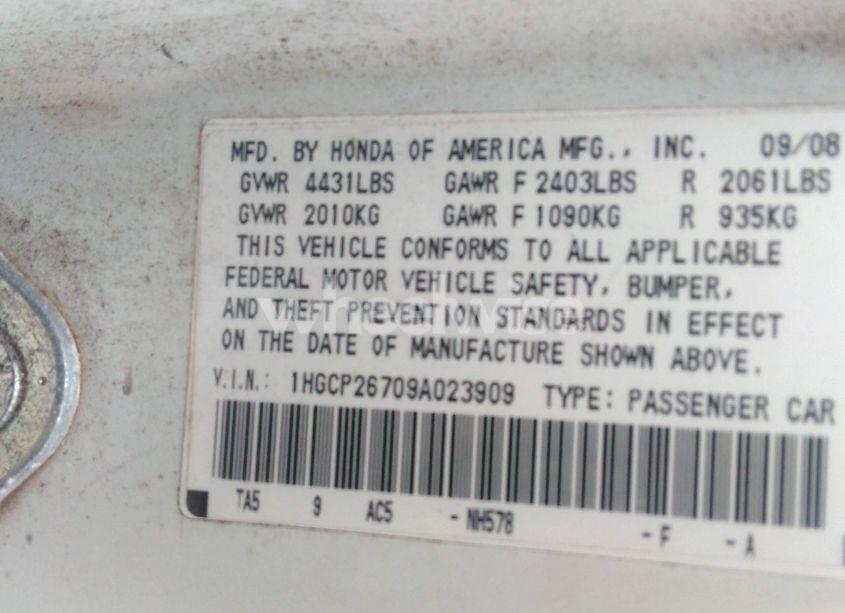 MFD. BY HONDA OF AMERICA MFG., INC. 09/08
GVWR 4431LBS GAWR F 2403LBS R 2061LBS
GVWR 2010KG GAWR F 1090KG R 935KG
THIS VEHICLE CONFORMS TO ALL APPLICABLE
FEDERAL MOTOR VEHICLE SAFETY, BUMPER,
AND THEFT PREVENTION STANDARDS IN EFFECT
ON THE DATE OF MANUFACTURE SHOWN ABOVE.
V.I.N.: 1HGCP26709A023909 TYPE: PASSENGER CAR
TA5 9 AC5 - NH578 - F - A